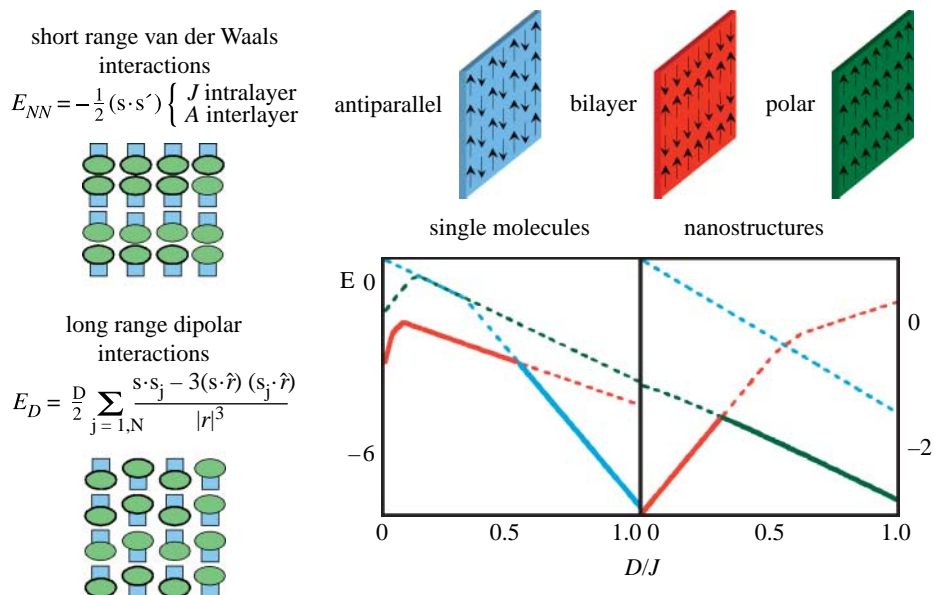 short range van der Waals
interactions
E_NN = − 1/2 (s·s´) { J intralayer
A interlayer
long range dipolar
interactions
E_D = D/2 ∑ j = 1,N s·s_j − 3(s·r̂) (s_j·r̂) / |r|^3
antiparallel
bilayer
polar
single molecules
nanostructures
E 0
−6
0
−2
0
0.5
1.0 0
0.5
1.0
D/J